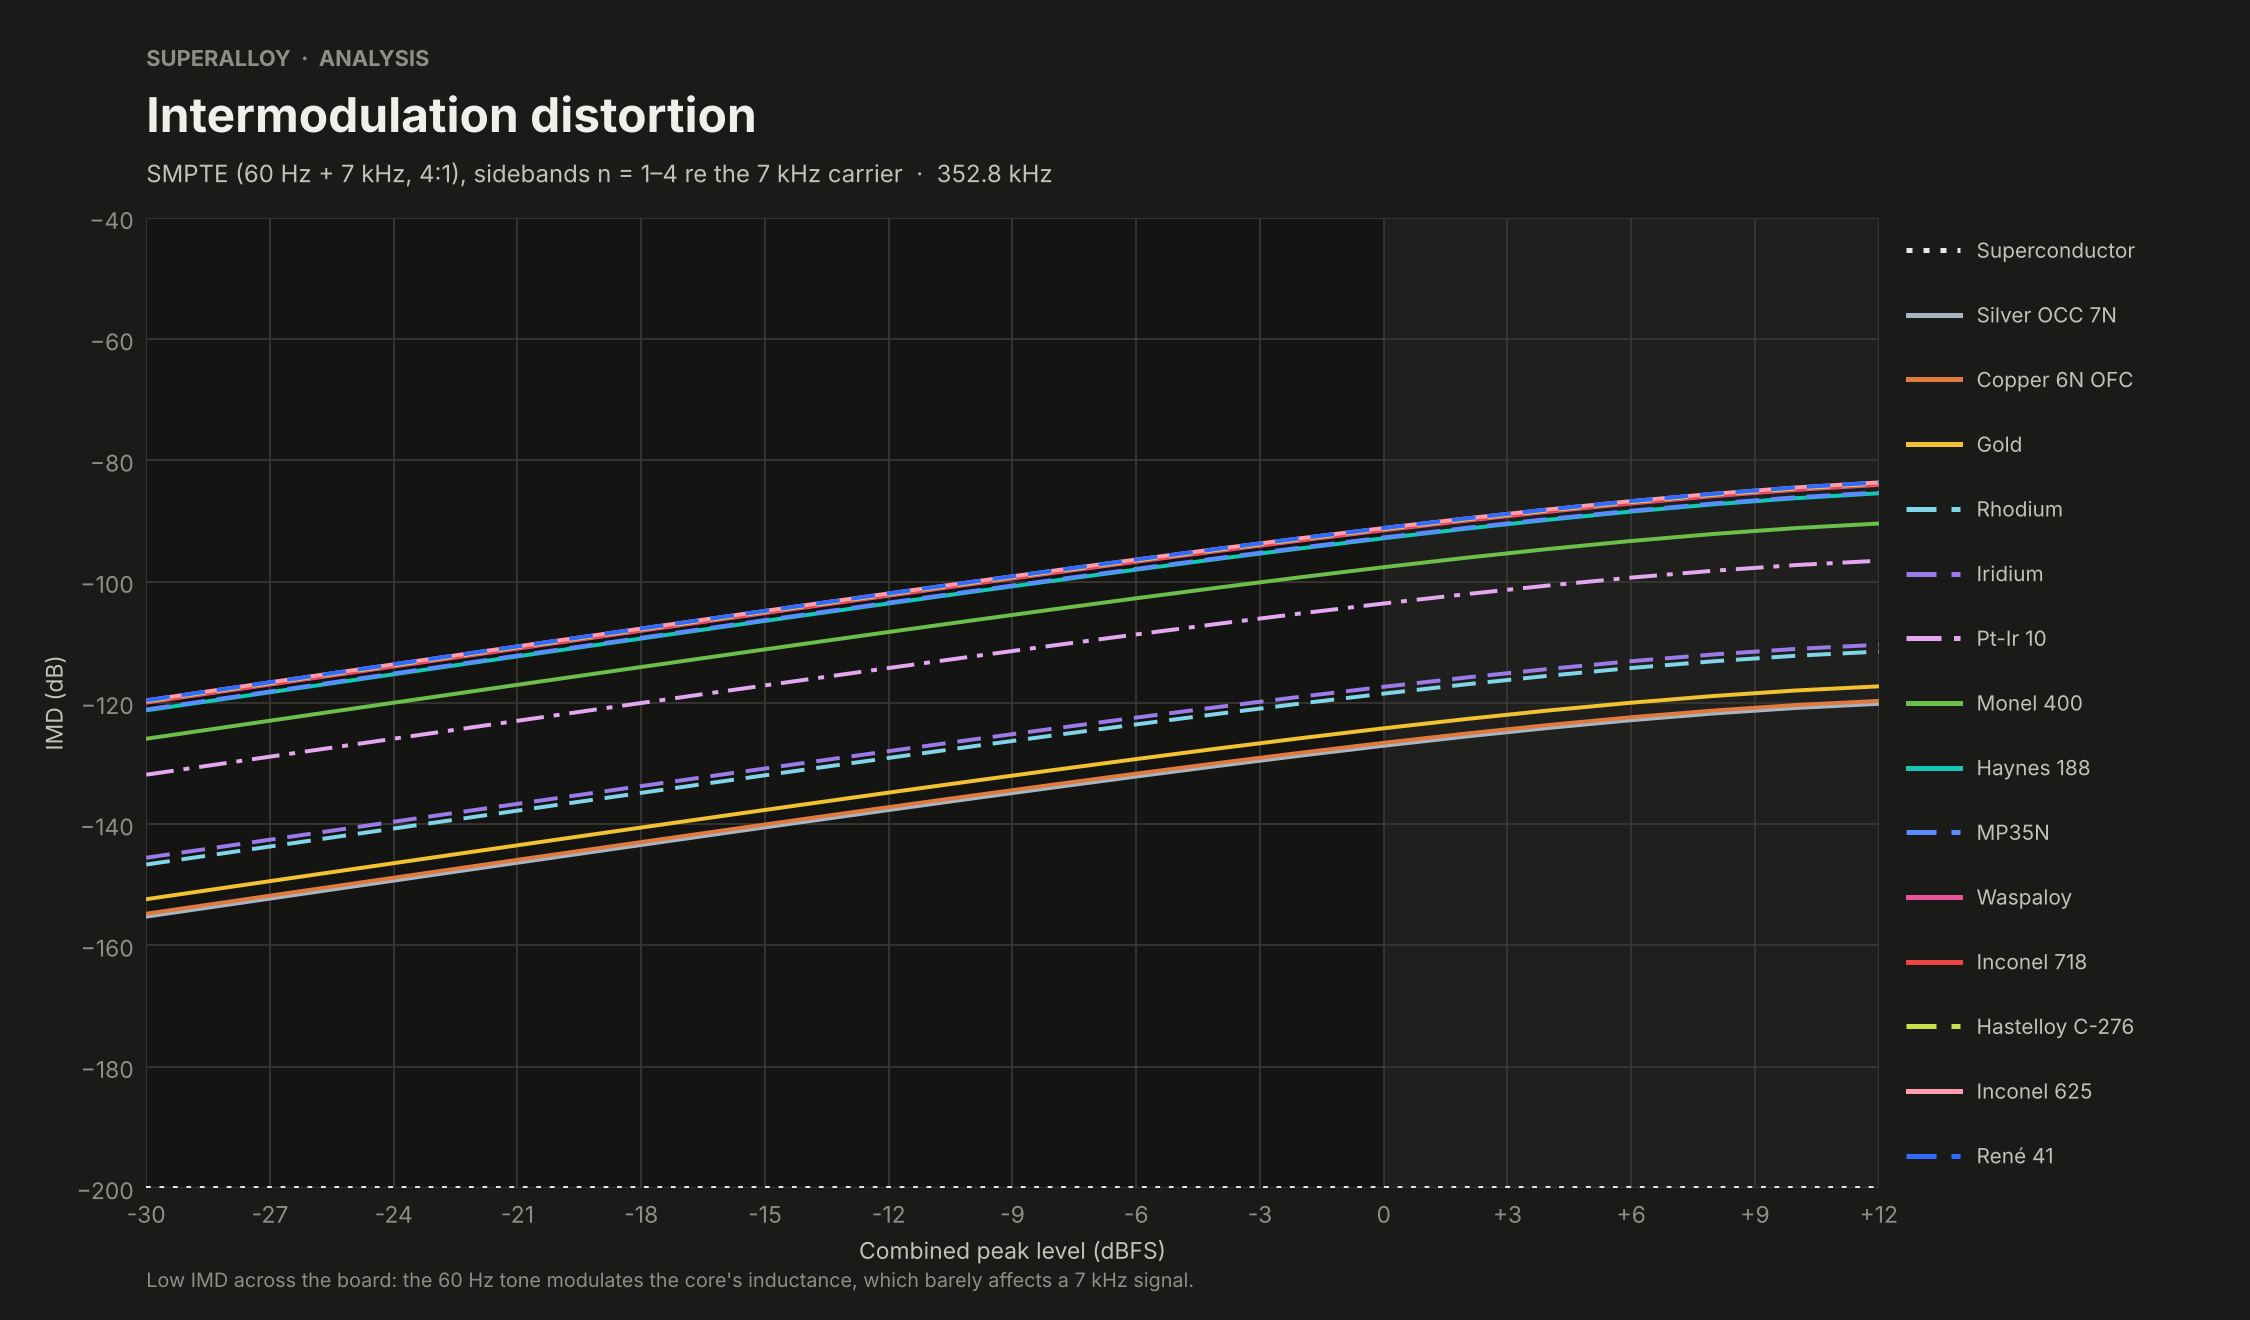 SUPERALLOY · ANALYSIS
Intermodulation distortion
SMPTE (60 Hz + 7 kHz, 4:1), sidebands n = 1–4 re the 7 kHz carrier · 352.8 kHz
−40
−60
−80
−100
−120
−140
−160
−180
−200
IMD (dB)
-30 -27 -24 -21 -18 -15 -12 -9 -6 -3 0 +3 +6 +9 +12
Combined peak level (dBFS)
Low IMD across the board: the 60 Hz tone modulates the core's inductance, which barely affects a 7 kHz signal.
Superconductor
Silver OCC 7N
Copper 6N OFC
Gold
Rhodium
Iridium
Pt-Ir 10
Monel 400
Haynes 188
MP35N
Waspaloy
Inconel 718
Hastelloy C-276
Inconel 625
René 41